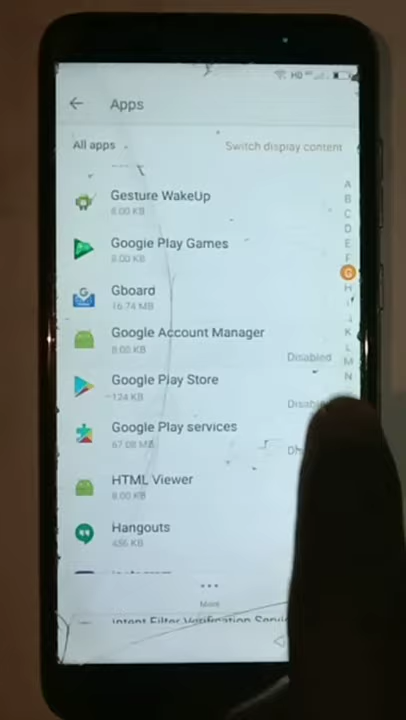 HD
Apps
All apps
Switch display content
Gesture WakeUp
8.00 KB
Google Play Games
8.00 KB
Gboard
16.74 MB
Google Account Manager
8.00 KB
Disabled
Google Play Store
124 KB
Google Play services
67.08 MB
HTML Viewer
8.00 KB
Hangouts
456 KB
More
Intent Filter Verification Servi
A
B
C
D
E
F
G
H
I
J
K
L
M
N